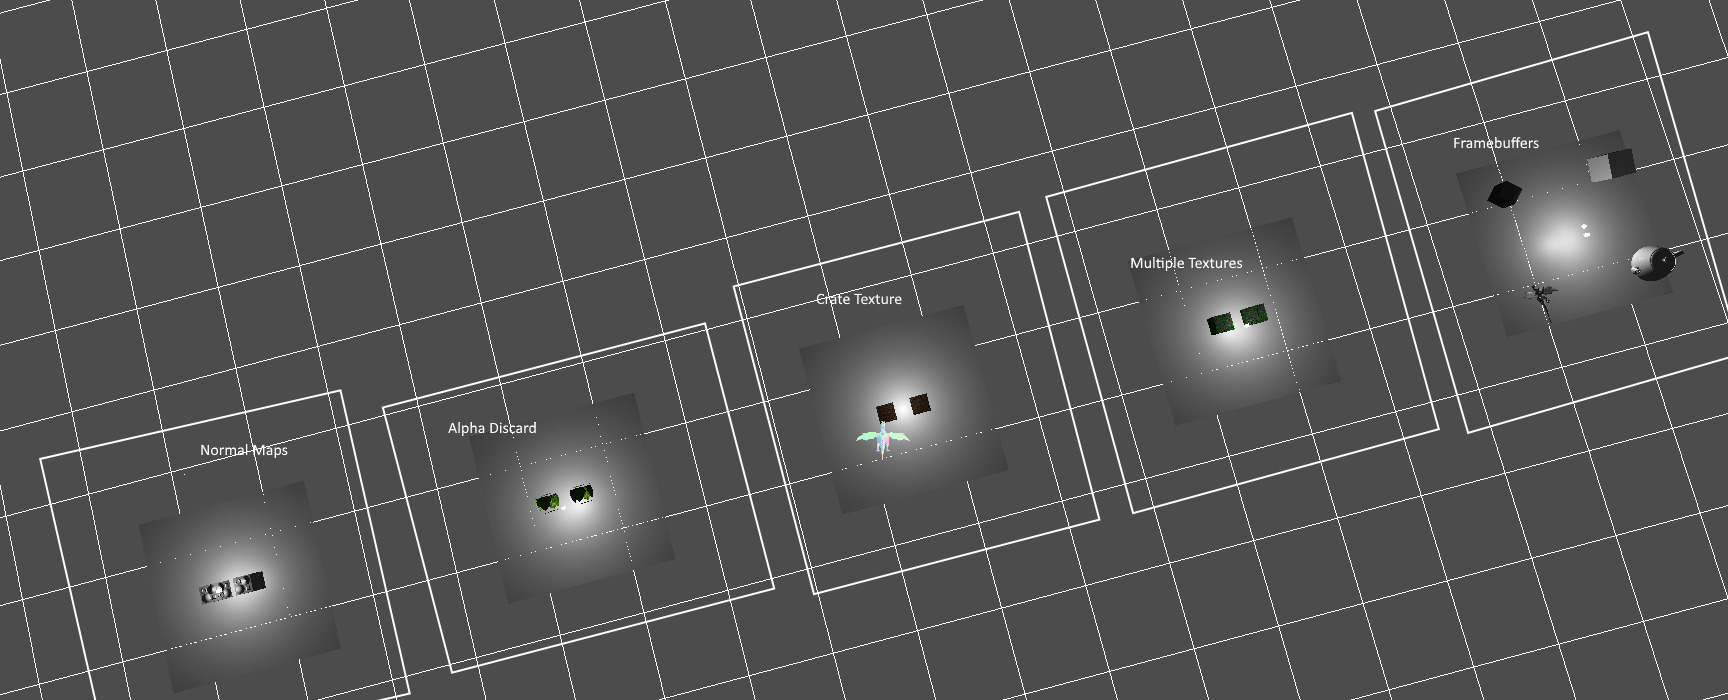 Normal Maps
Alpha Discard
Crate Texture
Multiple Textures
Framebuffers